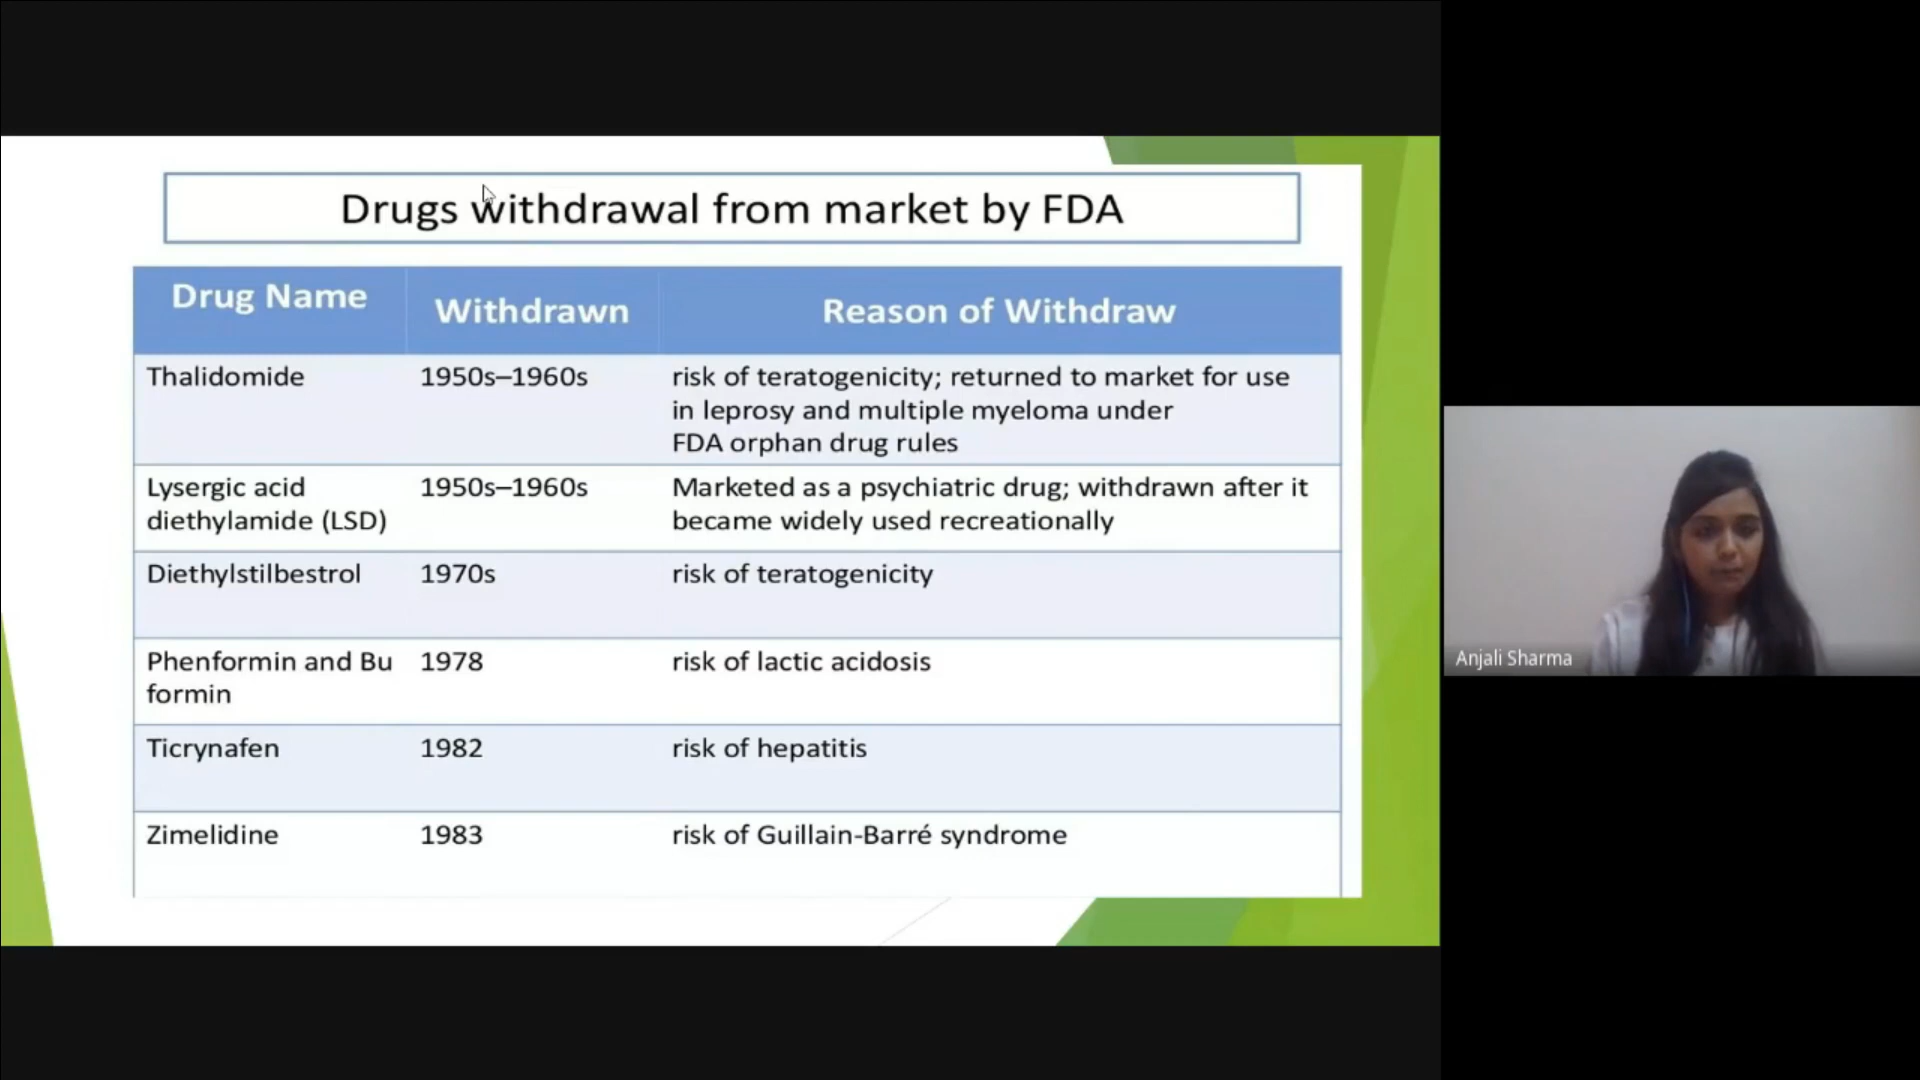 Drugs withdrawal from market by FDA
Drug Name
Withdrawn
Reason of Withdraw
Thalidomide
1950s–1960s
risk of teratogenicity; returned to market for use
in leprosy and multiple myeloma under
FDA orphan drug rules
Lysergic acid
diethylamide (LSD)
1950s–1960s
Marketed as a psychiatric drug; withdrawn after it
became widely used recreationally
Diethylstilbestrol
1970s
risk of teratogenicity
Phenformin and Bu
formin
1978
risk of lactic acidosis
Ticrynafen
1982
risk of hepatitis
Zimelidine
1983
risk of Guillain-Barré syndrome
Anjali Sharma